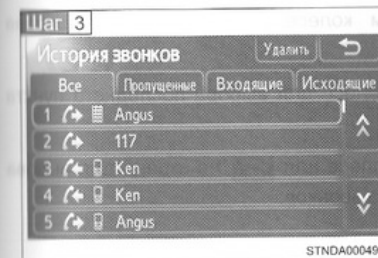 Шаг 3
История звонков Удалить
Все Пропущенные Входящие Исходящие
1 Angus
2 117
3 Ken
4 Ken
5 Angus
STNDA00049